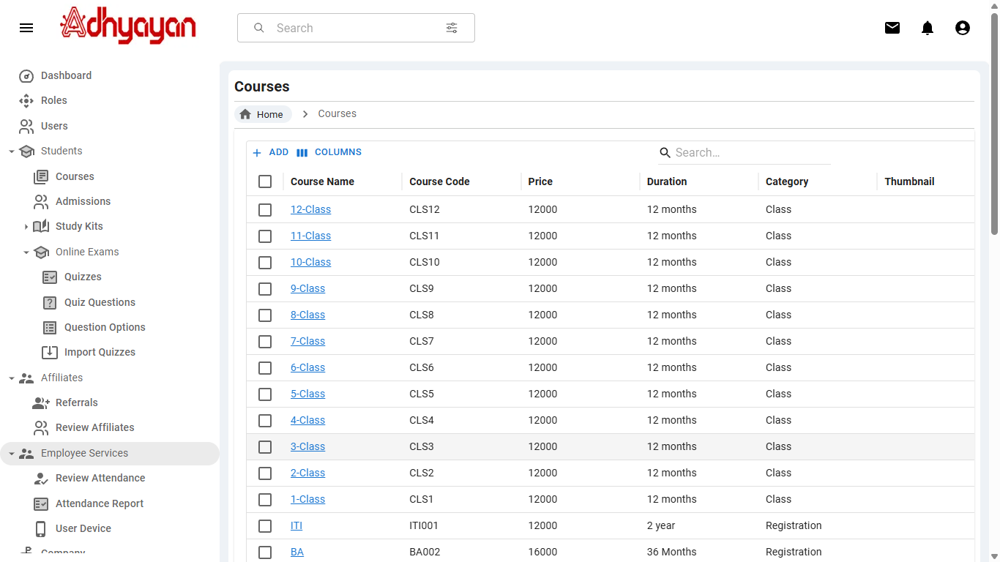 Adhyayan
Search
Dashboard
Roles
Users
Students
Courses
Admissions
Study Kits
Online Exams
Quizzes
Quiz Questions
Question Options
Import Quizzes
Affiliates
Referrals
Review Affiliates
Employee Services
Review Attendance
Attendance Report
User Device
Company
Courses
Home Courses
ADD COLUMNS Search…
Course Name Course Code Price Duration Category Thumbnail
12-Class CLS12 12000 12 months Class
11-Class CLS11 12000 12 months Class
10-Class CLS10 12000 12 months Class
9-Class CLS9 12000 12 months Class
8-Class CLS8 12000 12 months Class
7-Class CLS7 12000 12 months Class
6-Class CLS6 12000 12 months Class
5-Class CLS5 12000 12 months Class
4-Class CLS4 12000 12 months Class
3-Class CLS3 12000 12 months Class
2-Class CLS2 12000 12 months Class
1-Class CLS1 12000 12 months Class
ITI ITI001 12000 2 year Registration
BA BA002 16000 36 Months Registration